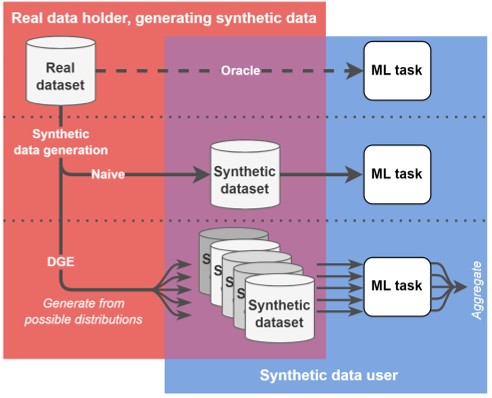 Real data holder, generating synthetic data
Real
dataset
Oracle
ML task
Synthetic
data generation
Naive
Synthetic
dataset
ML task
DGE
Generate from
possible distributions
S
S
S
S
Synthetic
dataset
ML task
Aggregate
Synthetic data user